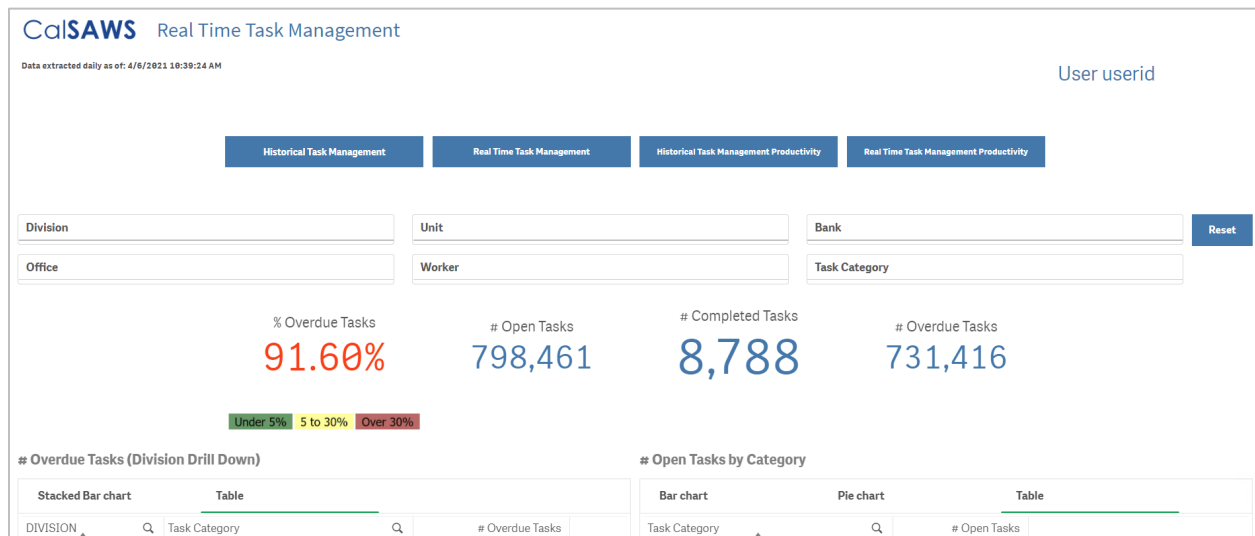 CalSAWS Real Time Task Management
Data extracted daily as of: 4/6/2021 10:39:24 AM
User userid
Historical Task Management
Real Time Task Management
Historical Task Management Productivity
Real Time Task Management Productivity
Division
Unit
Bank
Reset
Office
Worker
Task Category
% Overdue Tasks
91.60%
# Open Tasks
798,461
# Completed Tasks
8,788
# Overdue Tasks
731,416
Under 5% 5 to 30% Over 30%
# Overdue Tasks (Division Drill Down)
Stacked Bar chart Table
DIVISION Task Category # Overdue Tasks
# Open Tasks by Category
Bar chart Pie chart Table
Task Category # Open Tasks